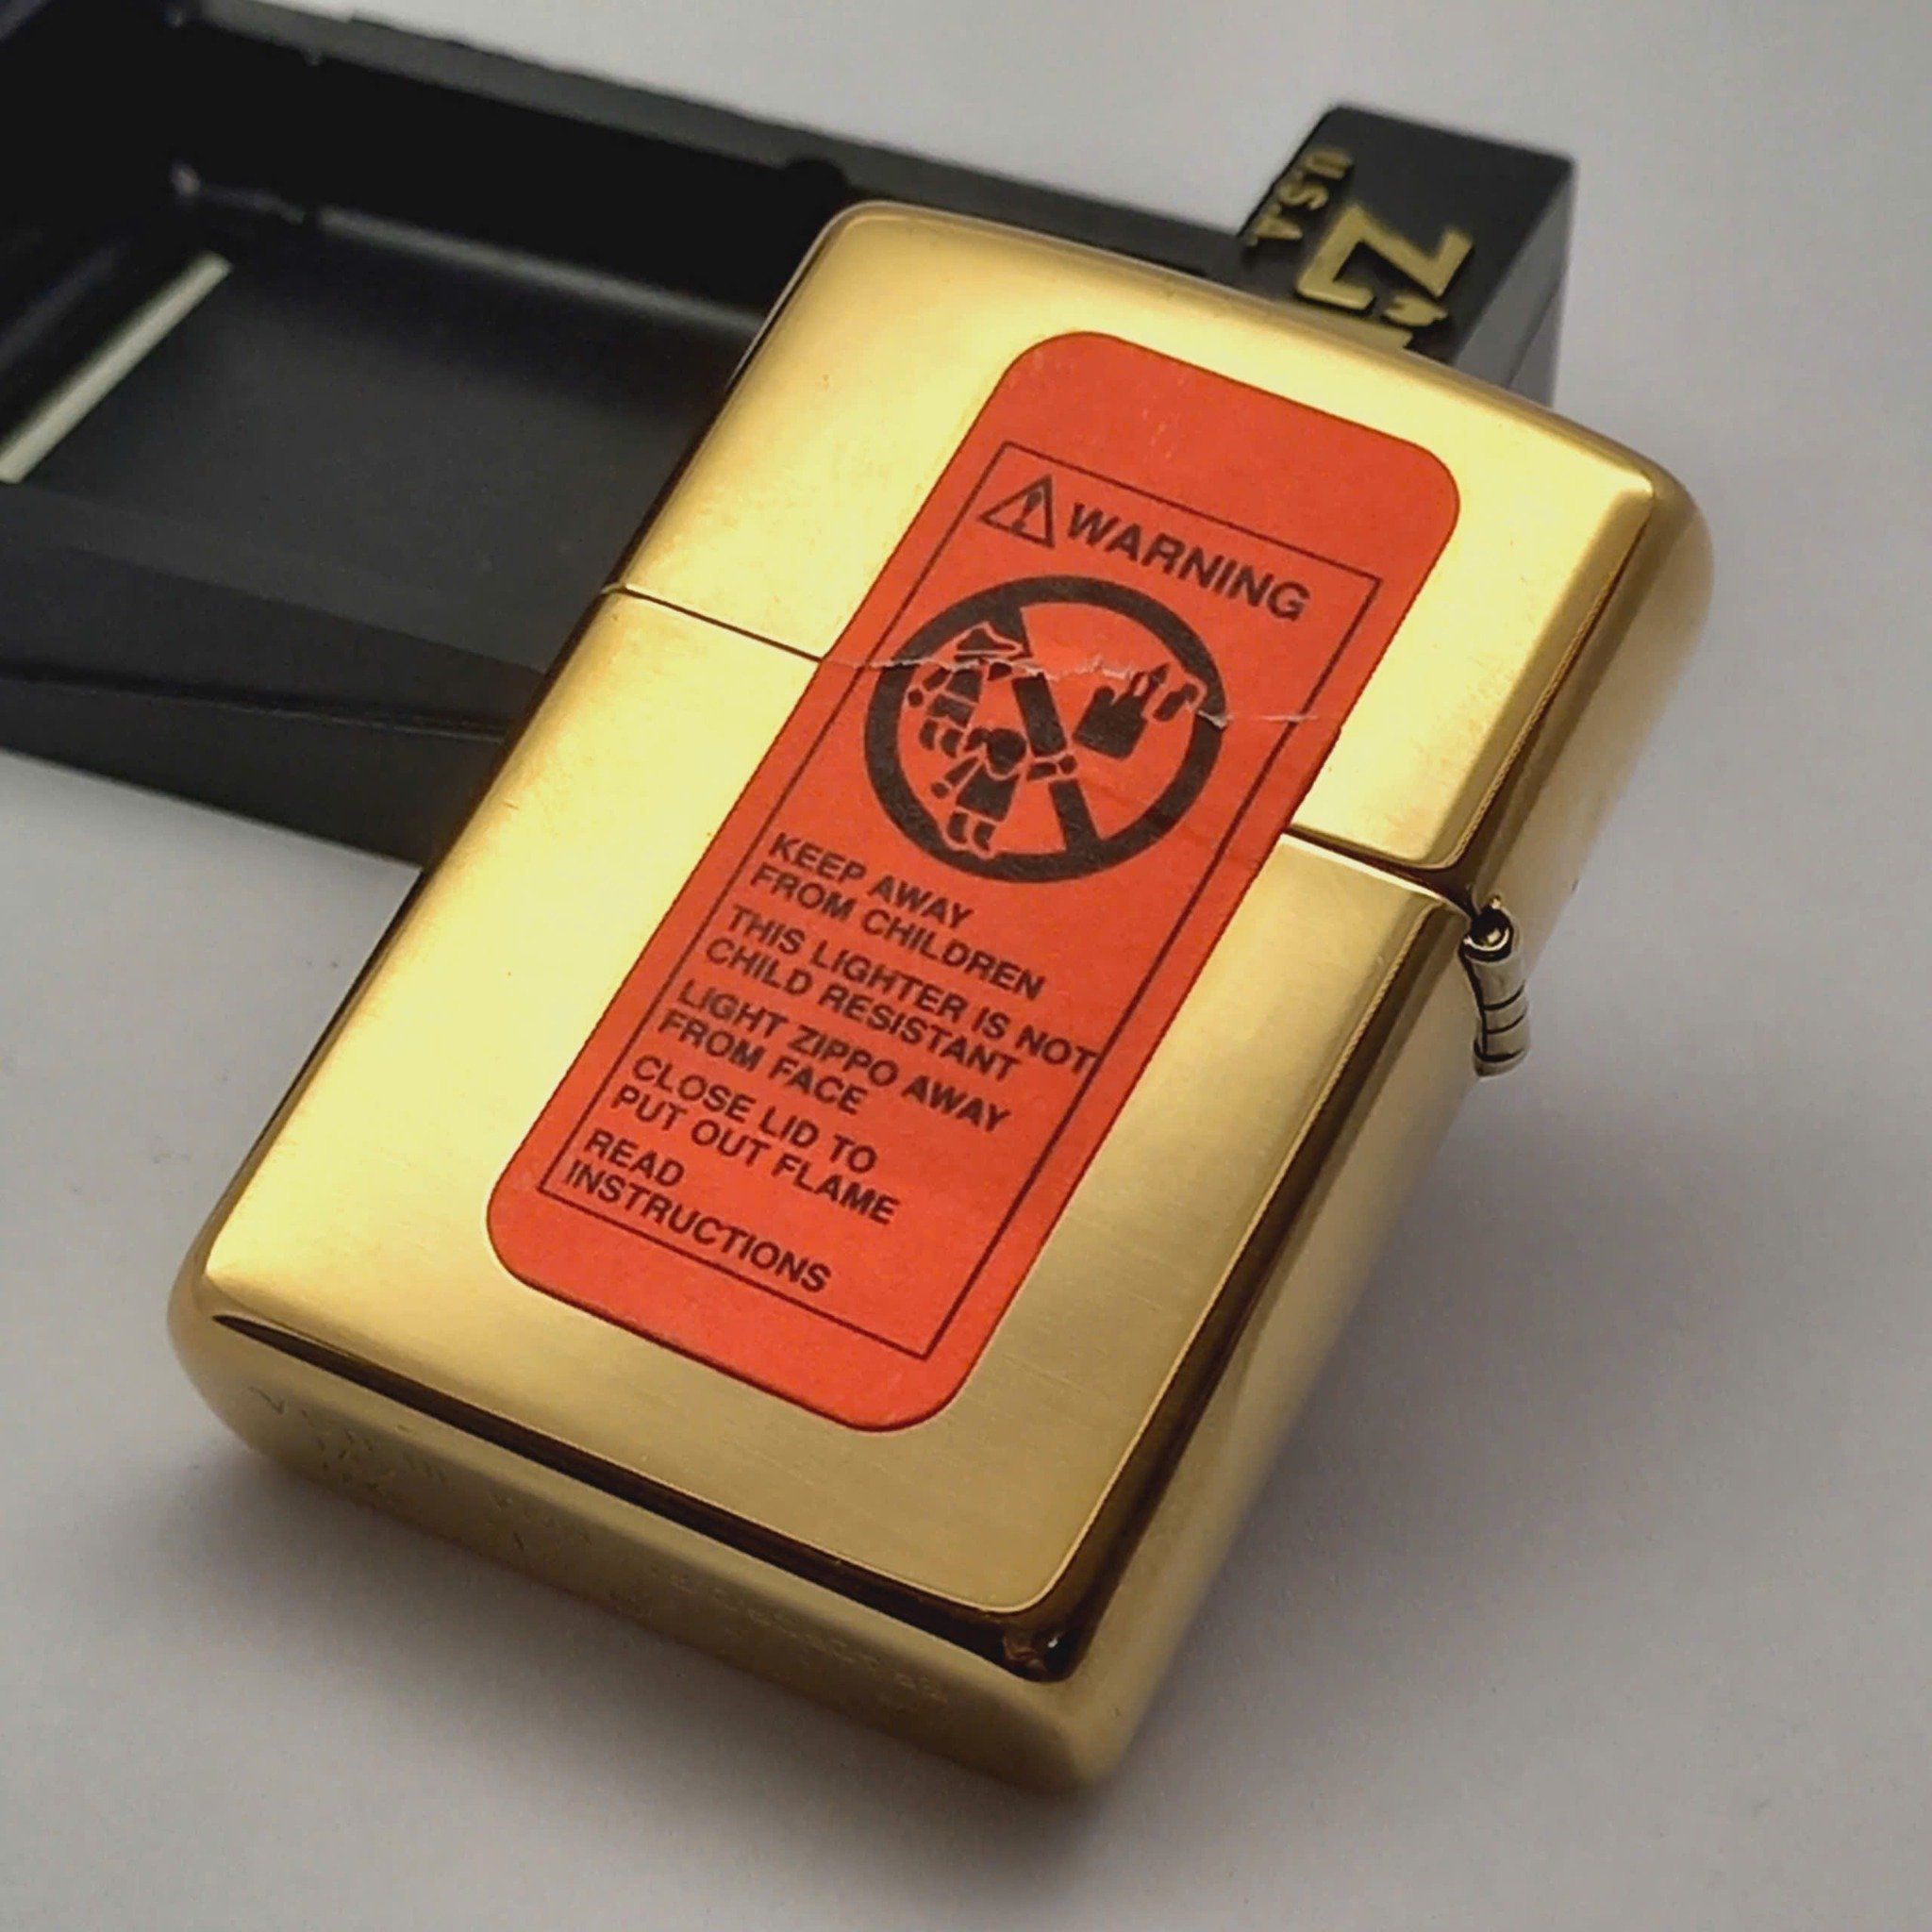 U.S.A.
WARNING
KEEP AWAY
FROM CHILDREN
THIS LIGHTER IS NOT
CHILD RESISTANT
LIGHT ZIPPO AWAY
FROM FACE
CLOSE LID TO
PUT OUT FLAME
READ
INSTRUCTIONS